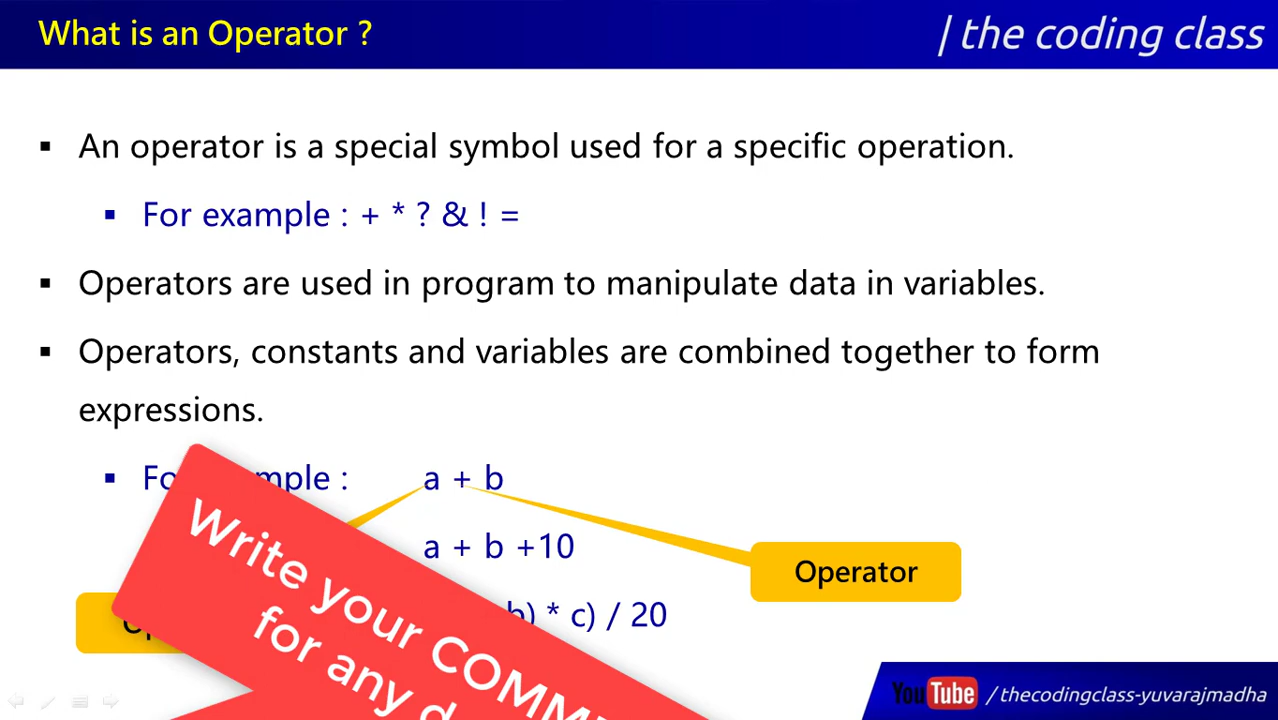 What is an Operator ?
| the coding class
▪ An operator is a special symbol used for a specific operation.
▪ For example : + * ? & ! =
▪ Operators are used in program to manipulate data in variables.
▪ Operators, constants and variables are combined together to form
expressions.
▪ : a + b
a + b +10
Operator
b) * c) / 20
Write your
for any
YouTube /thecodingclass-yuvarajmadha